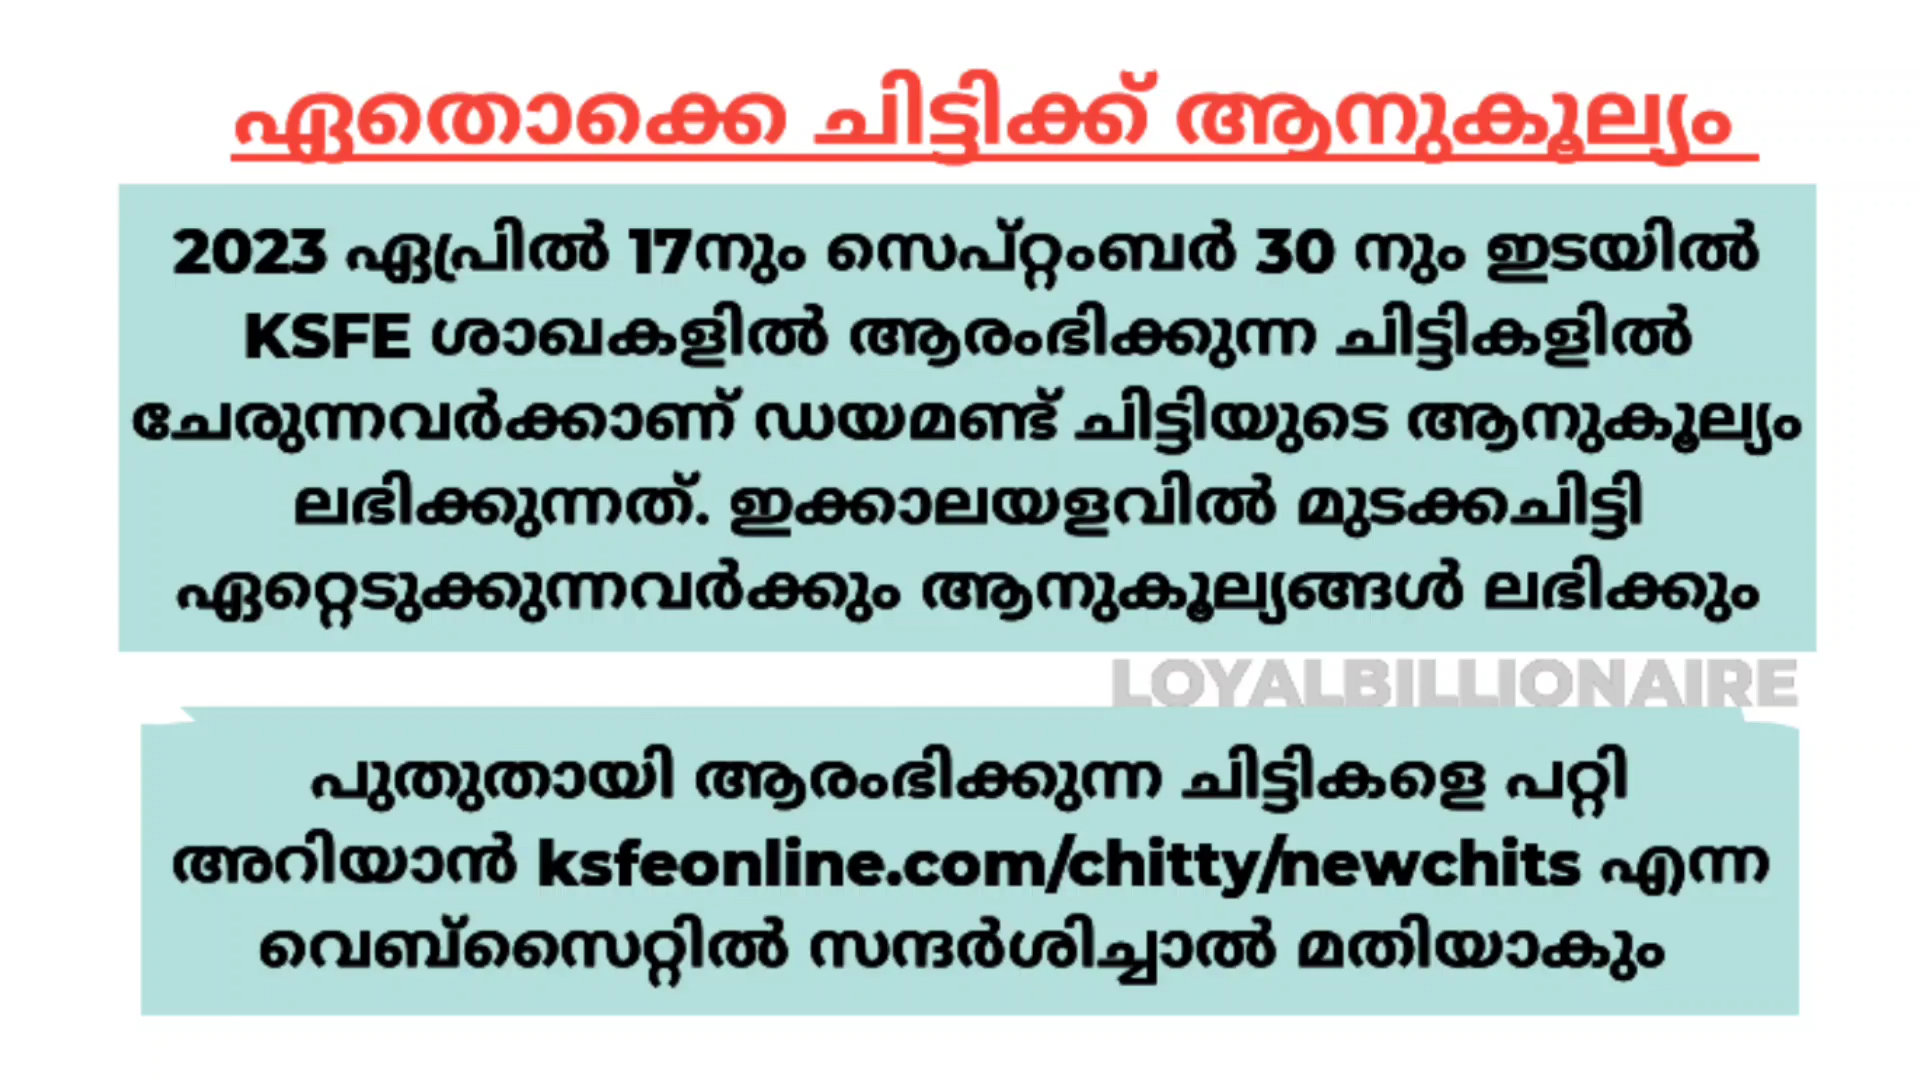 ഏതൊക്കെ ചിട്ടിക്ക് ആനുകൂല്യം
2023 ഏപ്രിൽ 17നും സെപ്റ്റംബർ 30 നും ഇടയിൽ
KSFE ശാഖകളിൽ ആരംഭിക്കുന്ന ചിട്ടികളിൽ
ചേരുന്നവർക്കാണ് ഡയമണ്ട് ചിട്ടിയുടെ ആനുകൂല്യം
ലഭിക്കുന്നത്. ഇക്കാലയളവിൽ മുടക്കചിട്ടി
ഏറ്റെടുക്കുന്നവർക്കും ആനുകൂല്യങ്ങൾ ലഭിക്കും
LOYALBILLIONAIRE
പുതുതായി ആരംഭിക്കുന്ന ചിട്ടികളെ പറ്റി
അറിയാൻ ksfeonline.com/chitty/newchits എന്ന
വെബ്സൈറ്റിൽ സന്ദർശിച്ചാൽ മതിയാകും